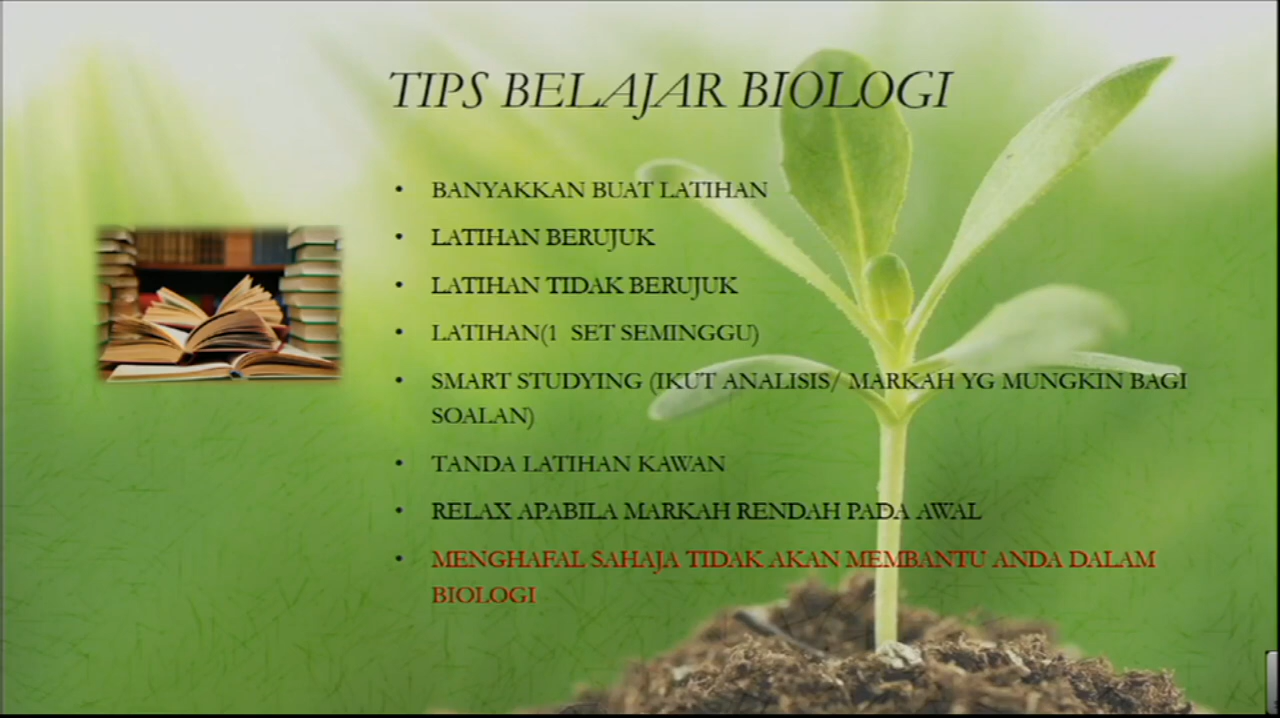 TIPS BELAJAR BIOLOGI
• BANYAKKAN BUAT LATIHAN
• LATIHAN BERUJUK
• LATIHAN TIDAK BERUJUK
• LATIHAN(1 SET SEMINGGU)
• SMART STUDYING (IKUT ANALISIS/ MARKAH YG MUNGKIN BAGI
SOALAN)
• TANDA LATIHAN KAWAN
• RELAX APABILA MARKAH RENDAH PADA AWAL
• MENGHAFAL SAHAJA TIDAK AKAN MEMBANTU ANDA DALAM
BIOLOGI